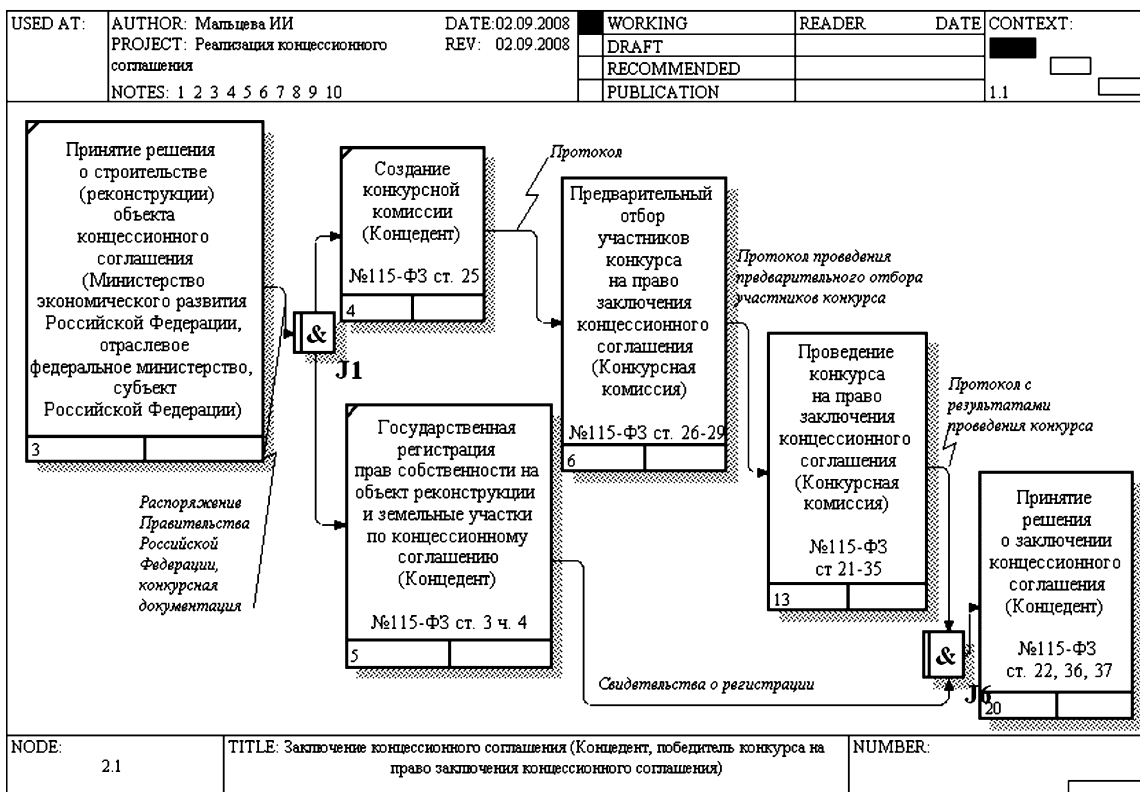 USED AT:
AUTHOR: Мальцева ИИ
DATE:02.09.2008
PROJECT: Реализация концессионного
соглашения
REV: 02.09.2008
NOTES: 1 2 3 4 5 6 7 8 9 10
WORKING
DRAFT
RECOMMENDED
PUBLICATION
READER DATE
CONTEXT:
1.1
Принятие решения
о строительстве
(реконструкции)
объекта
концессионного
соглашения
(Министерство
экономического развития
Российской Федерации,
отраслевое
федеральное министерство,
субъект
Российской Федерации)
3
Распоряжение
Правительства
Российской
Федерации,
конкурсная
документация
&
J1
Создание
конкурсной
комиссии
(Концедент)
№115-ФЗ ст. 25
4
Протокол
Государственная
регистрация
прав собственности на
объект реконструкции
и земельные участки
по концессионному
соглашению
(Концедент)
№115-ФЗ ст. 3 ч. 4
5
Предварительный
отбор
участников
конкурса
на право
заключения
концессионного
соглашения
(Конкурсная
комиссия)
№115-ФЗ ст. 26-29
6
Протокол проведения
предварительного отбора
участников конкурса
Проведение
конкурса
на право
заключения
концессионного
соглашения
(Конкурсная
комиссия)
№115-ФЗ
ст 21-35
13
Протокол с
результатами
проведения конкурса
Свидетельства о регистрации
&
J6
Принятие
решения
о заключении
концессионного
соглашения
(Концедент)
№115-ФЗ
ст. 22, 36, 37
20
NODE:
2.1
TITLE: Заключение концессионного соглашения (Концедент, победитель конкурса на
право заключения концессионного соглашения)
NUMBER: